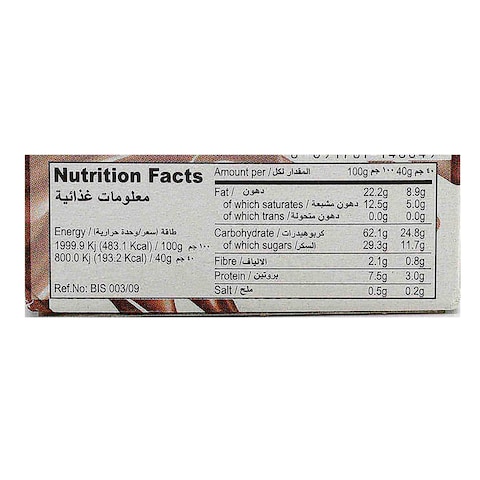 Nutrition Facts
معلومات غذائية
Energy / طاقة (سعر/وحدة حرارية)
1999.9 Kj (483.1 Kcal) / 100g ١٠٠ جم
800.0 Kj (193.2 Kcal) / 40g ٤٠ جم
Ref.No: BIS 003/09
Amount per / المقدار لكل 100g ١٠٠ جم 40g ٤٠ جم
Fat / دهون 22.2g 8.9g
of which saturates / دهون مشبعة 12.5g 5.0g
of which trans / دهون متحولة 0.0g 0.0g
Carbohydrate / كربوهيدرات 62.1g 24.8g
of which sugars / السكر 29.3g 11.7g
Fibre / الالياف 2.1g 0.8g
Protein / بروتين 7.5g 3.0g
Salt / ملح 0.5g 0.2g